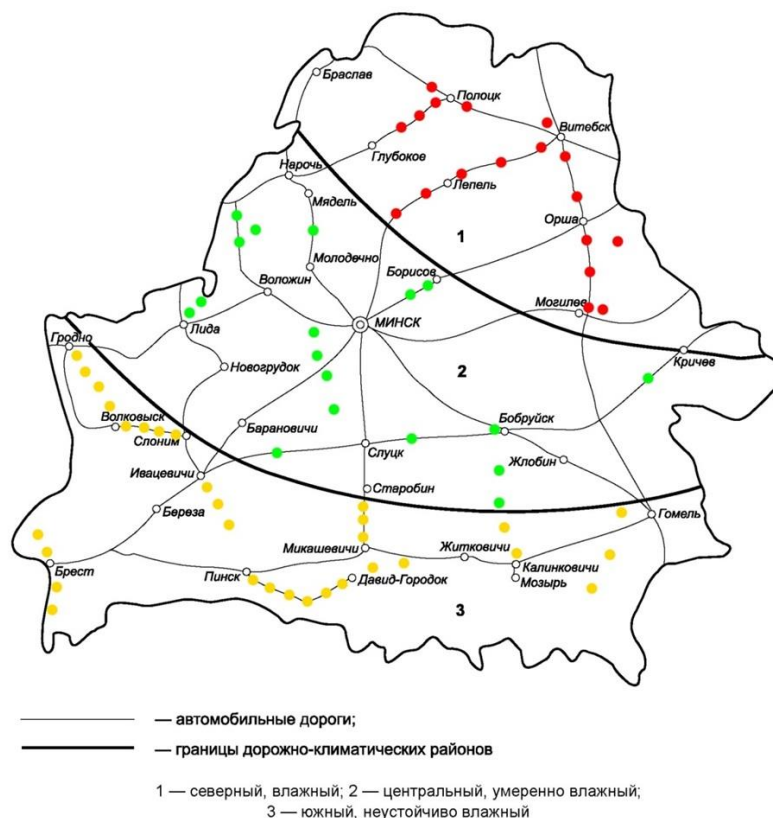 Браслав
Полоцк
Витебск
Глубокое
Нарочь
Лепель
Мядель
Орша
1
Молодечно
Борисов
Воложин
Могилев
МИНСК
Лида
Гродно
Кричев
Новогрудок
2
Волковыск
Барановичи
Бобруйск
Слоним
Слуцк
Жлобин
Ивацевичи
Старобин
Береза
Гомель
Микашевичи
Житковичи
Брест
Калинковичи
Пинск
Давид-Городок
Мозырь
3
— автомобильные дороги;
— границы дорожно-климатических районов
1 — северный, влажный; 2 — центральный, умеренно влажный;
3 — южный, неустойчиво влажный